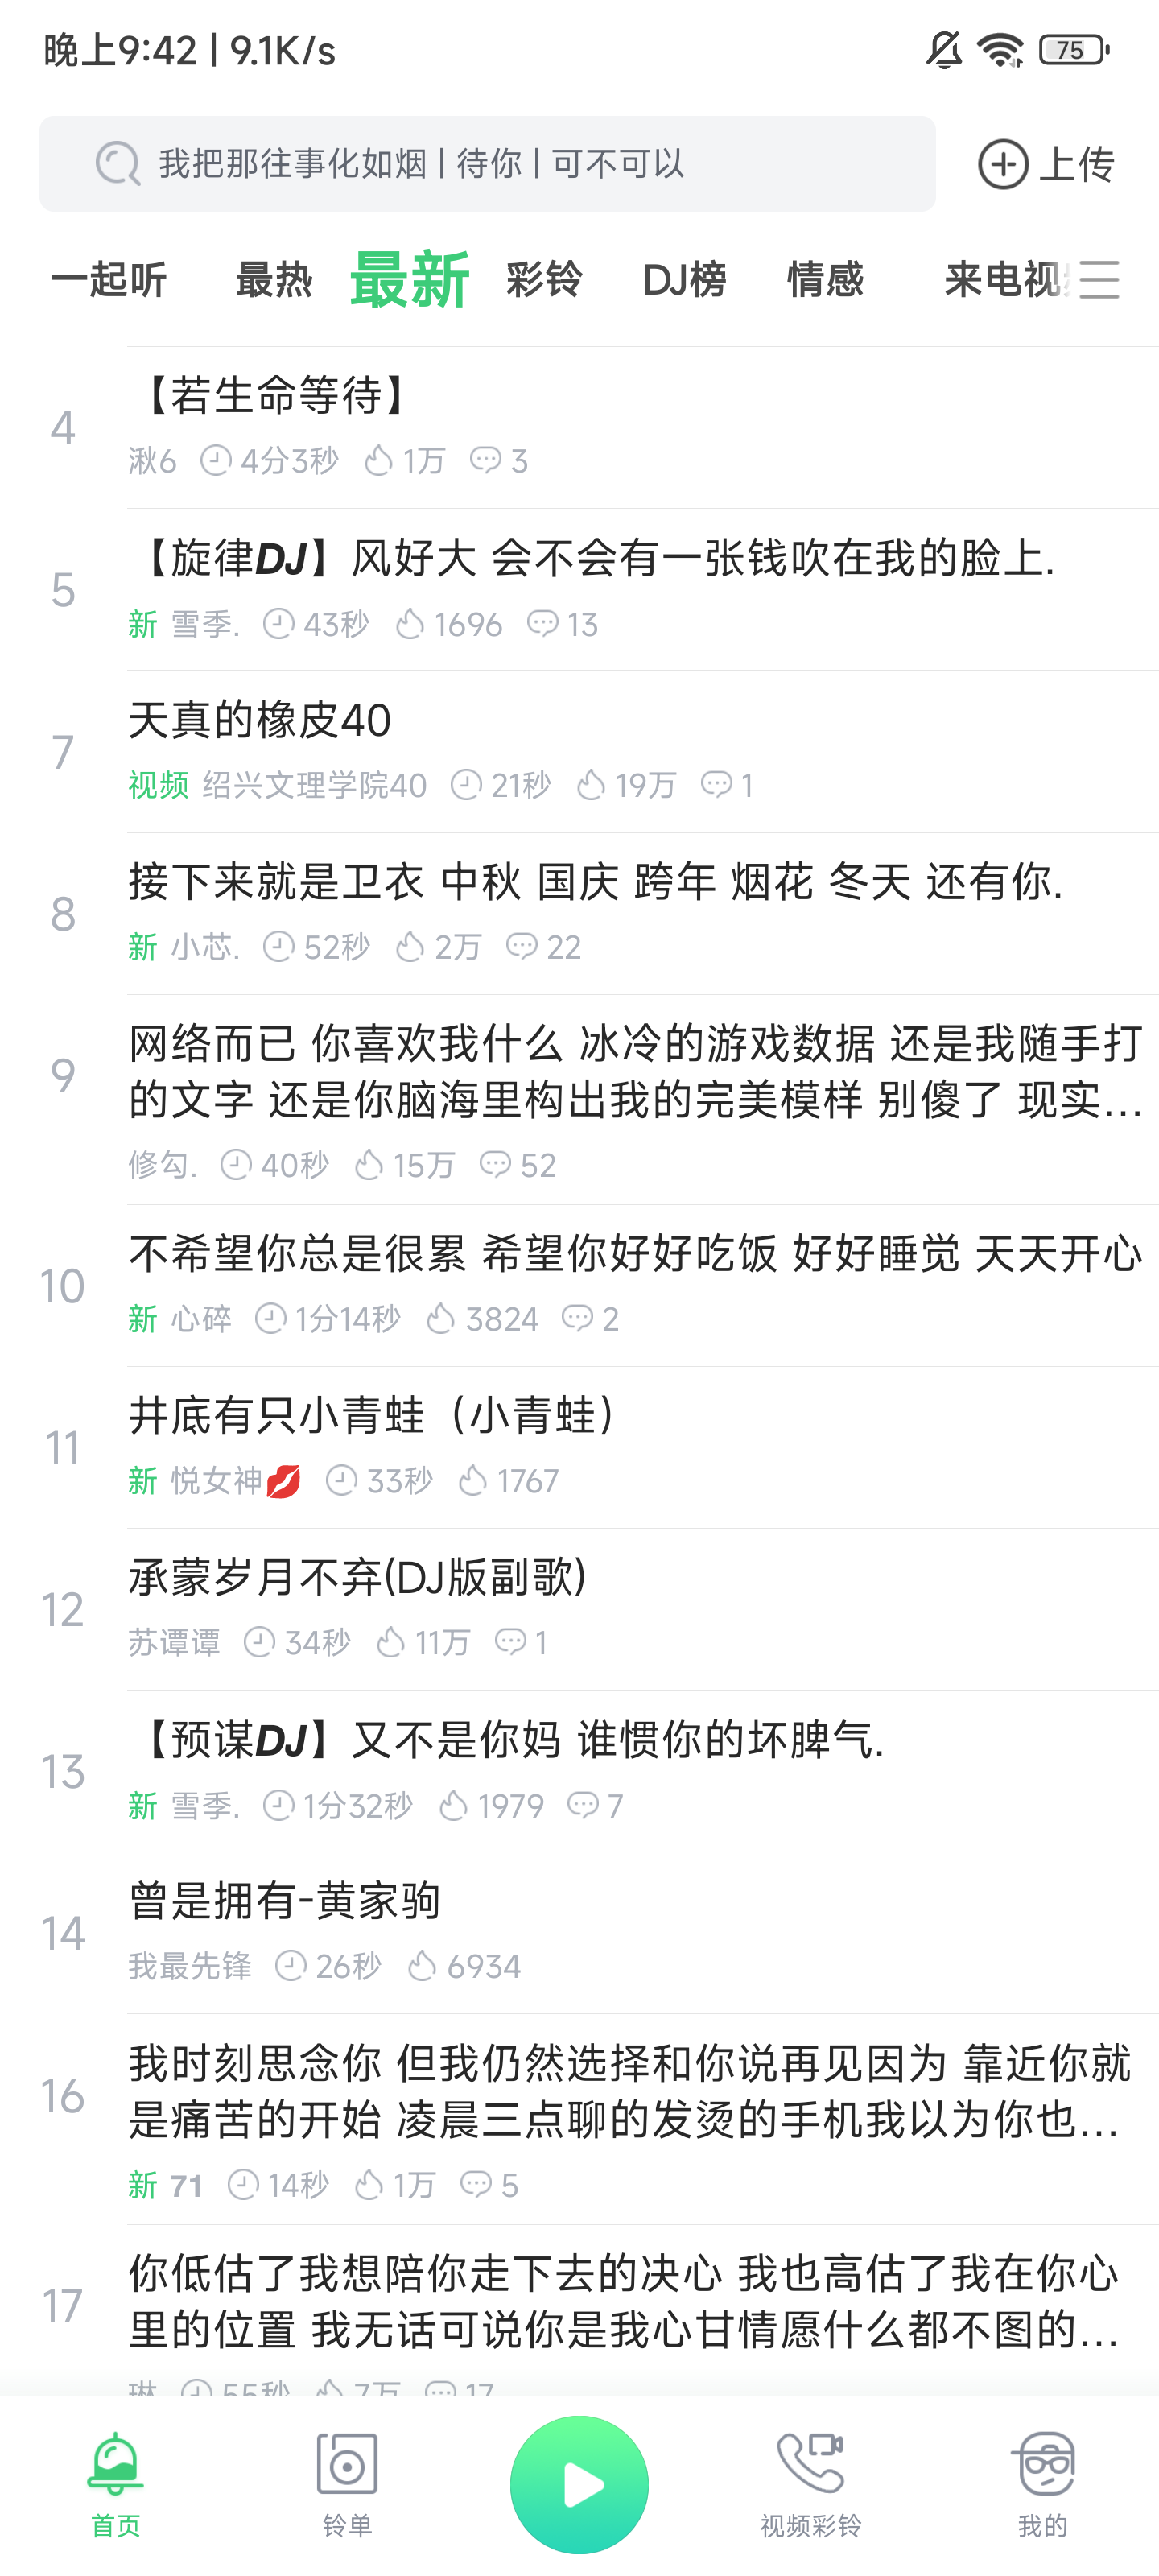 晚上9:42 | 9.1K/s 75
我把那往事化如烟 | 待你 | 可不可以 上传
一起听 最热 最新 彩铃 DJ榜 情感 来电视
4 【若生命等待】
湫6 4分3秒 1万 3
5 【旋律DJ】风好大 会不会有一张钱吹在我的脸上.
新 雪季. 43秒 1696 13
7 天真的橡皮40
视频 绍兴文理学院40 21秒 19万 1
8 接下来就是卫衣 中秋 国庆 跨年 烟花 冬天 还有你.
新 小芯. 52秒 2万 22
9 网络而已 你喜欢我什么 冰冷的游戏数据 还是我随手打
的文字 还是你脑海里构出我的完美模样 别傻了 现实...
修勾. 40秒 15万 52
10 不希望你总是很累 希望你好好吃饭 好好睡觉 天天开心
新 心碎 1分14秒 3824 2
11 井底有只小青蛙（小青蛙）
新 悦女神💋 33秒 1767
12 承蒙岁月不弃(DJ版副歌)
苏谭谭 34秒 11万 1
13 【预谋DJ】又不是你妈 谁惯你的坏脾气.
新 雪季. 1分32秒 1979 7
14 曾是拥有-黄家驹
我最先锋 26秒 6934
16 我时刻思念你 但我仍然选择和你说再见因为 靠近你就
是痛苦的开始 凌晨三点聊的发烫的手机我以为你也...
新 71 14秒 1万 5
17 你低估了我想陪你走下去的决心 我也高估了我在你心
里的位置 我无话可说你是我心甘情愿什么都不图的...
琳 55秒 7万 17
首页 铃单 视频彩铃 我的